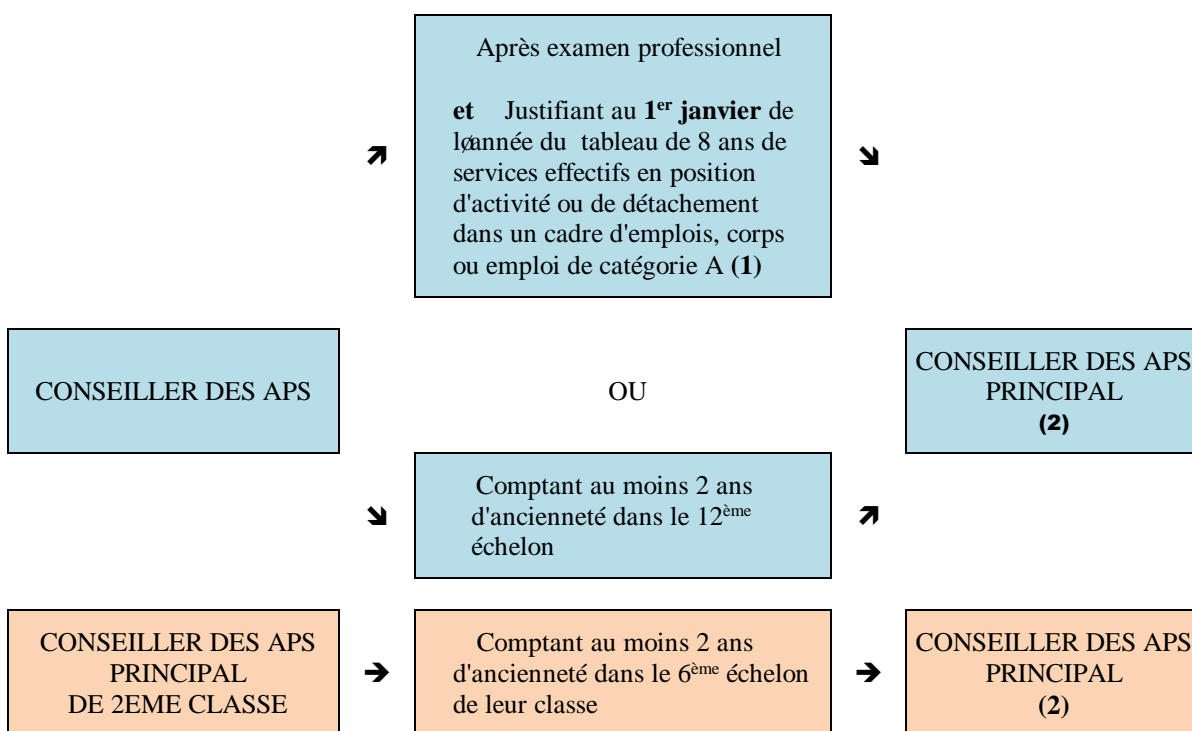 Après examen professionnel
et Justifiant au 1er janvier de
løannée du tableau de 8 ans de
services effectifs en position
d'activité ou de détachement
dans un cadre d'emplois, corps
ou emploi de catégorie A (1)
CONSEILLER DES APS
OU
CONSEILLER DES APS
PRINCIPAL
(2)
Comptant au moins 2 ans
d'ancienneté dans le 12ème
échelon
CONSEILLER DES APS
PRINCIPAL
DE 2EME CLASSE
Comptant au moins 2 ans
d'ancienneté dans le 6ème échelon
de leur classe
CONSEILLER DES APS
PRINCIPAL
(2)